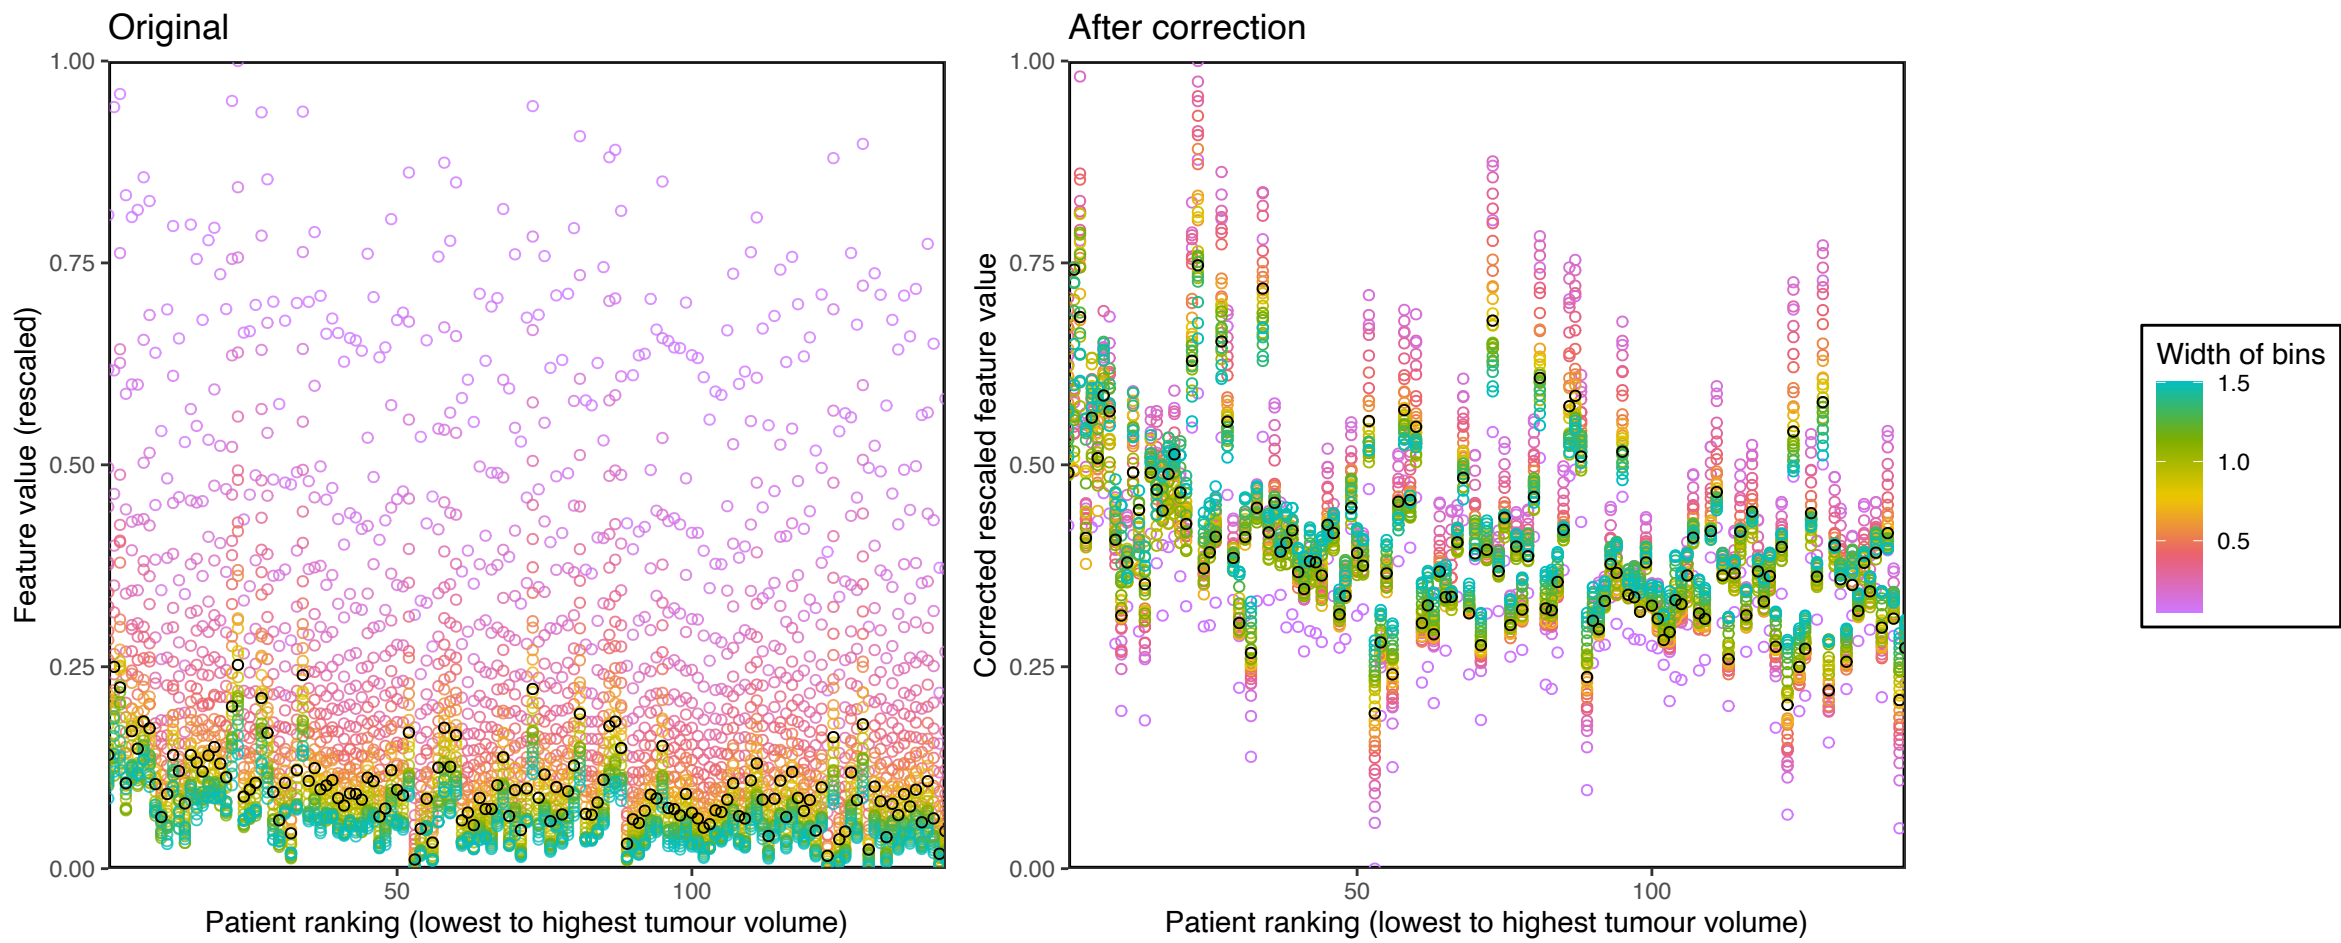 Original
After correction
1.00
0.75
0.50
0.25
0.00
Feature value (rescaled)
50
100
Patient ranking (lowest to highest tumour volume)
1.00
0.75
0.50
0.25
0.00
Corrected rescaled feature value
50
100
Patient ranking (lowest to highest tumour volume)
Width of bins
1.5
1.0
0.5